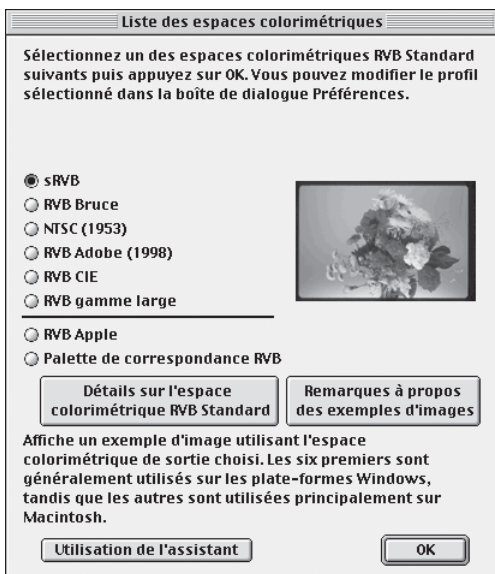 Liste des espaces colorimétriques
Sélectionnez un des espaces colorimétriques RVB Standard
suivants puis appuyez sur OK. Vous pouvez modifier le profil
sélectionné dans la boîte de dialogue Préférences.
sRVB
RVB Bruce
NTSC (1953)
RVB Adobe (1998)
RVB CIE
RVB gamme large
RVB Apple
Palette de correspondance RVB
Détails sur l'espace
colorimétrique RVB Standard
Remarques à propos
des exemples d'images
Affiche un exemple d'image utilisant l'espace
colorimétrique de sortie choisi. Les six premiers sont
généralement utilisés sur les plate-formes Windows,
tandis que les autres sont utilisées principalement sur
Macintosh.
Utilisation de l'assistant
OK